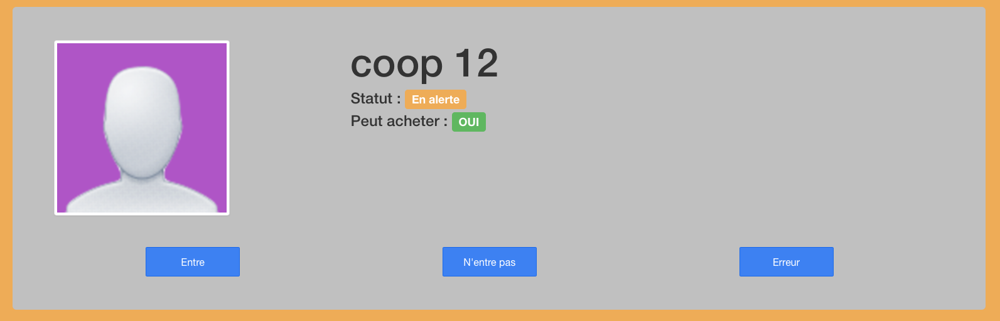 coop 12
Statut : En alerte
Peut acheter : OUI
Entre
N'entre pas
Erreur